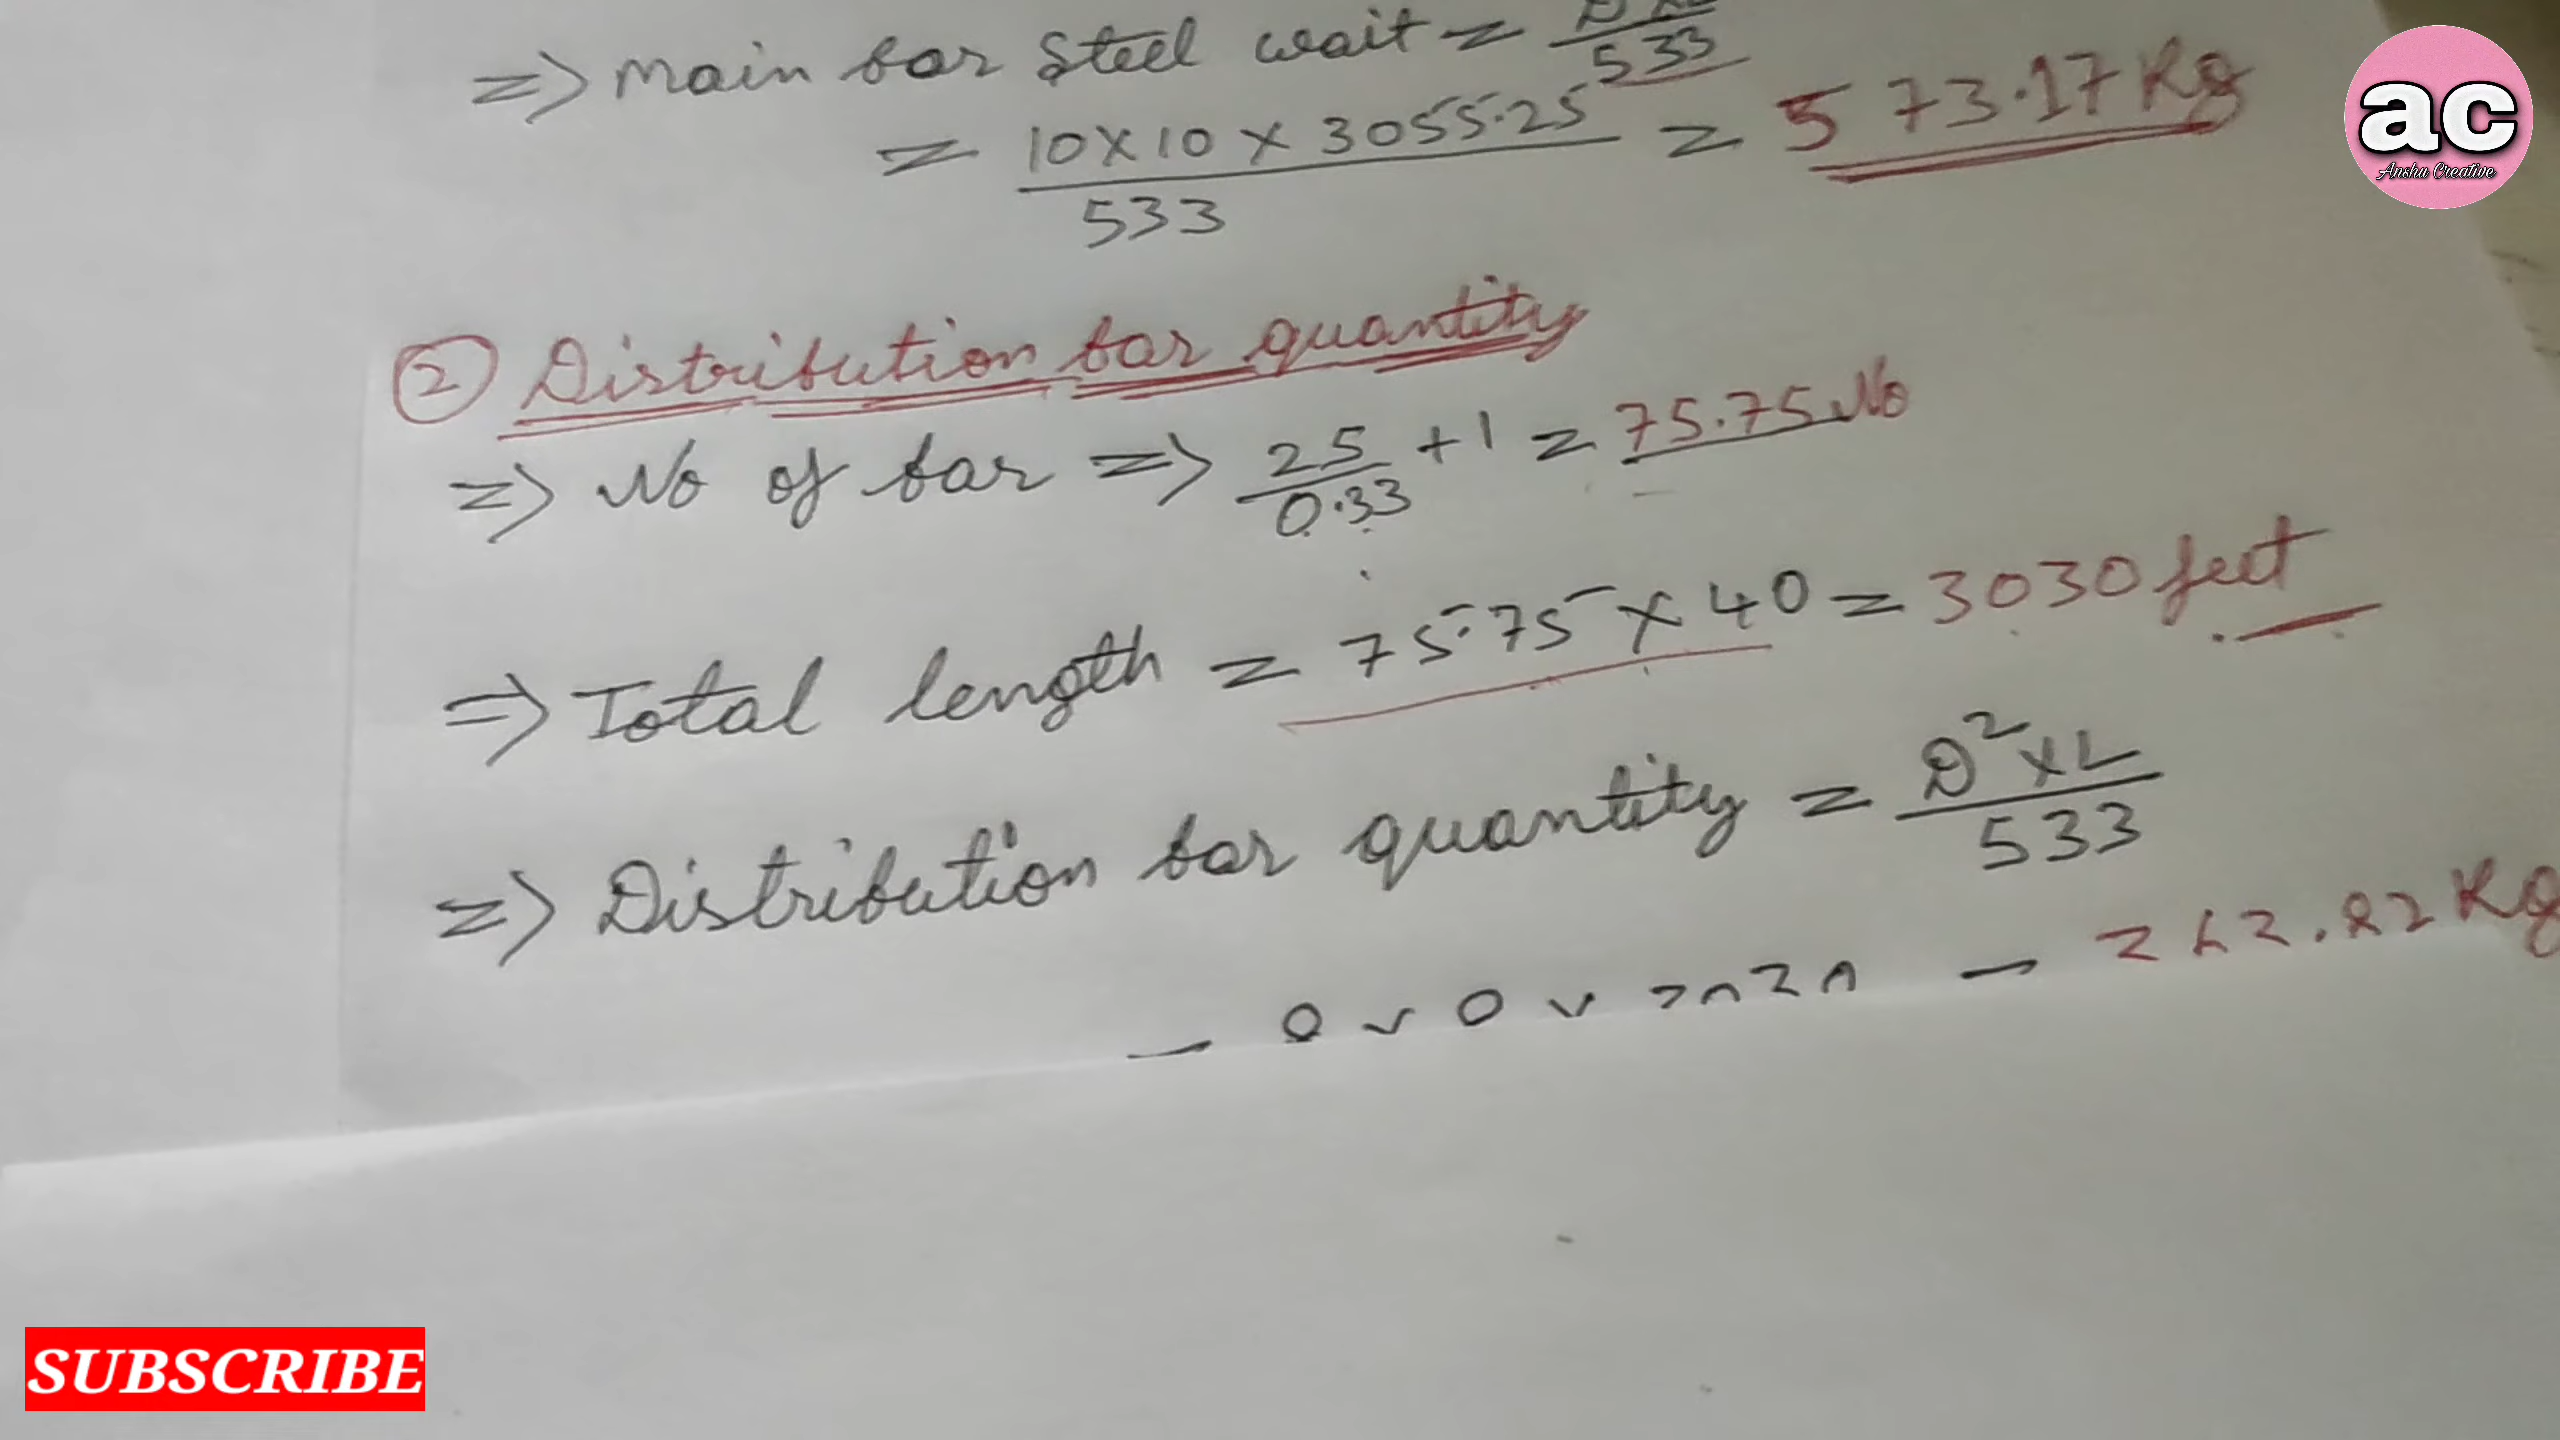 => Main bar Steel wait = D²XL/533
= 10X10 X 3055.25/533 = 573.17 Kg
ac
Anshu Creative
② Distribution bar quantity
=> No of bar => 25/0.33 + 1 = 75.75 No
=> Total length = 75.75 X 40 = 3030 feet
=> Distribution bar quantity = D²XL/533
SUBSCRIBE